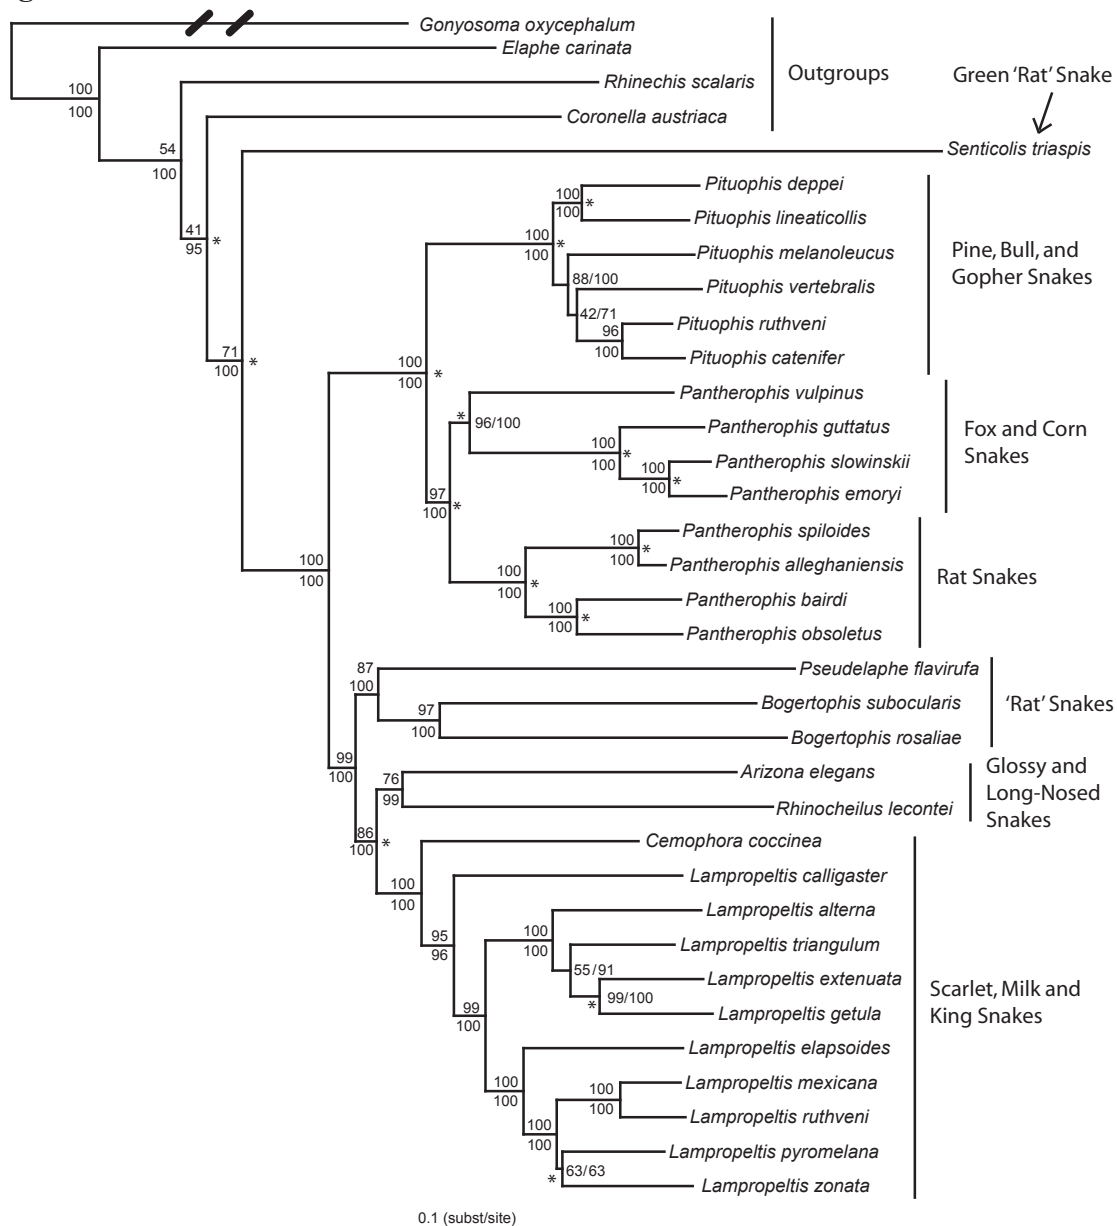 Gonyosoma oxycephalum
Elaphe carinata
Rhinechis scalaris
Outgroups
Green 'Rat' Snake
100
100
Coronella austriaca
54
100
Senticolis triaspis
Pituophis deppei
100
100
*
Pituophis lineaticollis
41
95
*
100
100
*
Pituophis melanoleucus
Pine, Bull, and
Gopher Snakes
88/100
Pituophis vertebralis
42/71
Pituophis ruthveni
96
100
Pituophis catenifer
71
100
*
100
100
*
Pantherophis vulpinus
*
96/100
Pantherophis guttatus
Fox and Corn
Snakes
100
100
*
Pantherophis slowinskii
100
100
*
Pantherophis emoryi
97
100
*
Pantherophis spiloides
100
100
*
Pantherophis alleghaniensis
Rat Snakes
100
100
100
100
*
Pantherophis bairdi
100
100
*
Pantherophis obsoletus
Pseudelaphe flavirufa
87
100
Bogertophis subocularis
'Rat' Snakes
97
100
Bogertophis rosaliae
99
100
Arizona elegans
Glossy and
Long-Nosed
Snakes
76
99
Rhinocheilus lecontei
86
100
*
Cemophora coccinea
100
100
Lampropeltis calligaster
Lampropeltis alterna
95
96
100
100
Lampropeltis triangulum
55/91
Lampropeltis extenuata
99/100
*
Scarlet, Milk and
King Snakes
99
100
Lampropeltis getula
Lampropeltis elapsoides
100
100
Lampropeltis mexicana
100
100
Lampropeltis ruthveni
100
100
Lampropeltis pyromelana
63/63
*
Lampropeltis zonata
0.1 (subst/site)